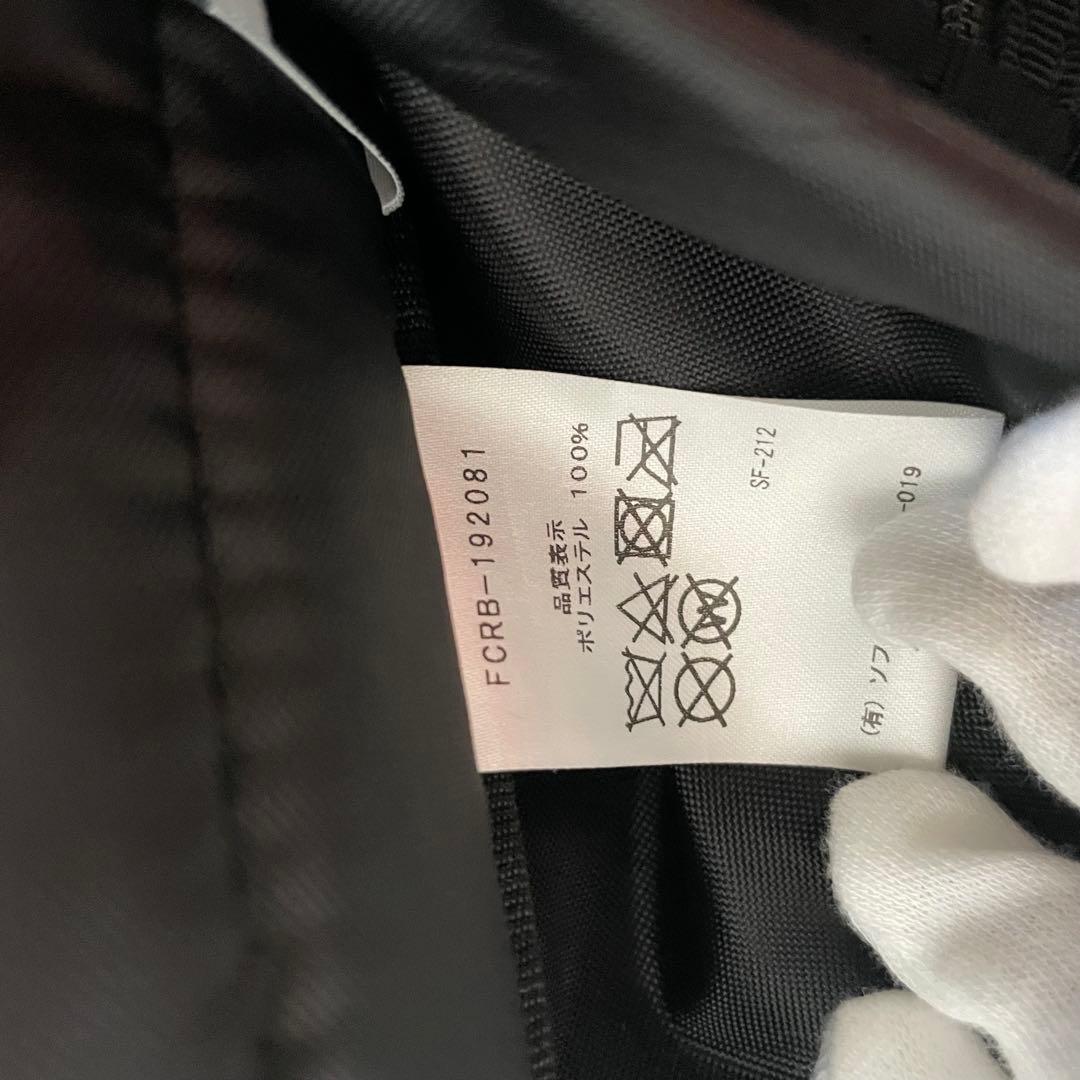 FCRB-192081
品質表示
ポリエステル 100%
SF-212
(有)ソフ
-019